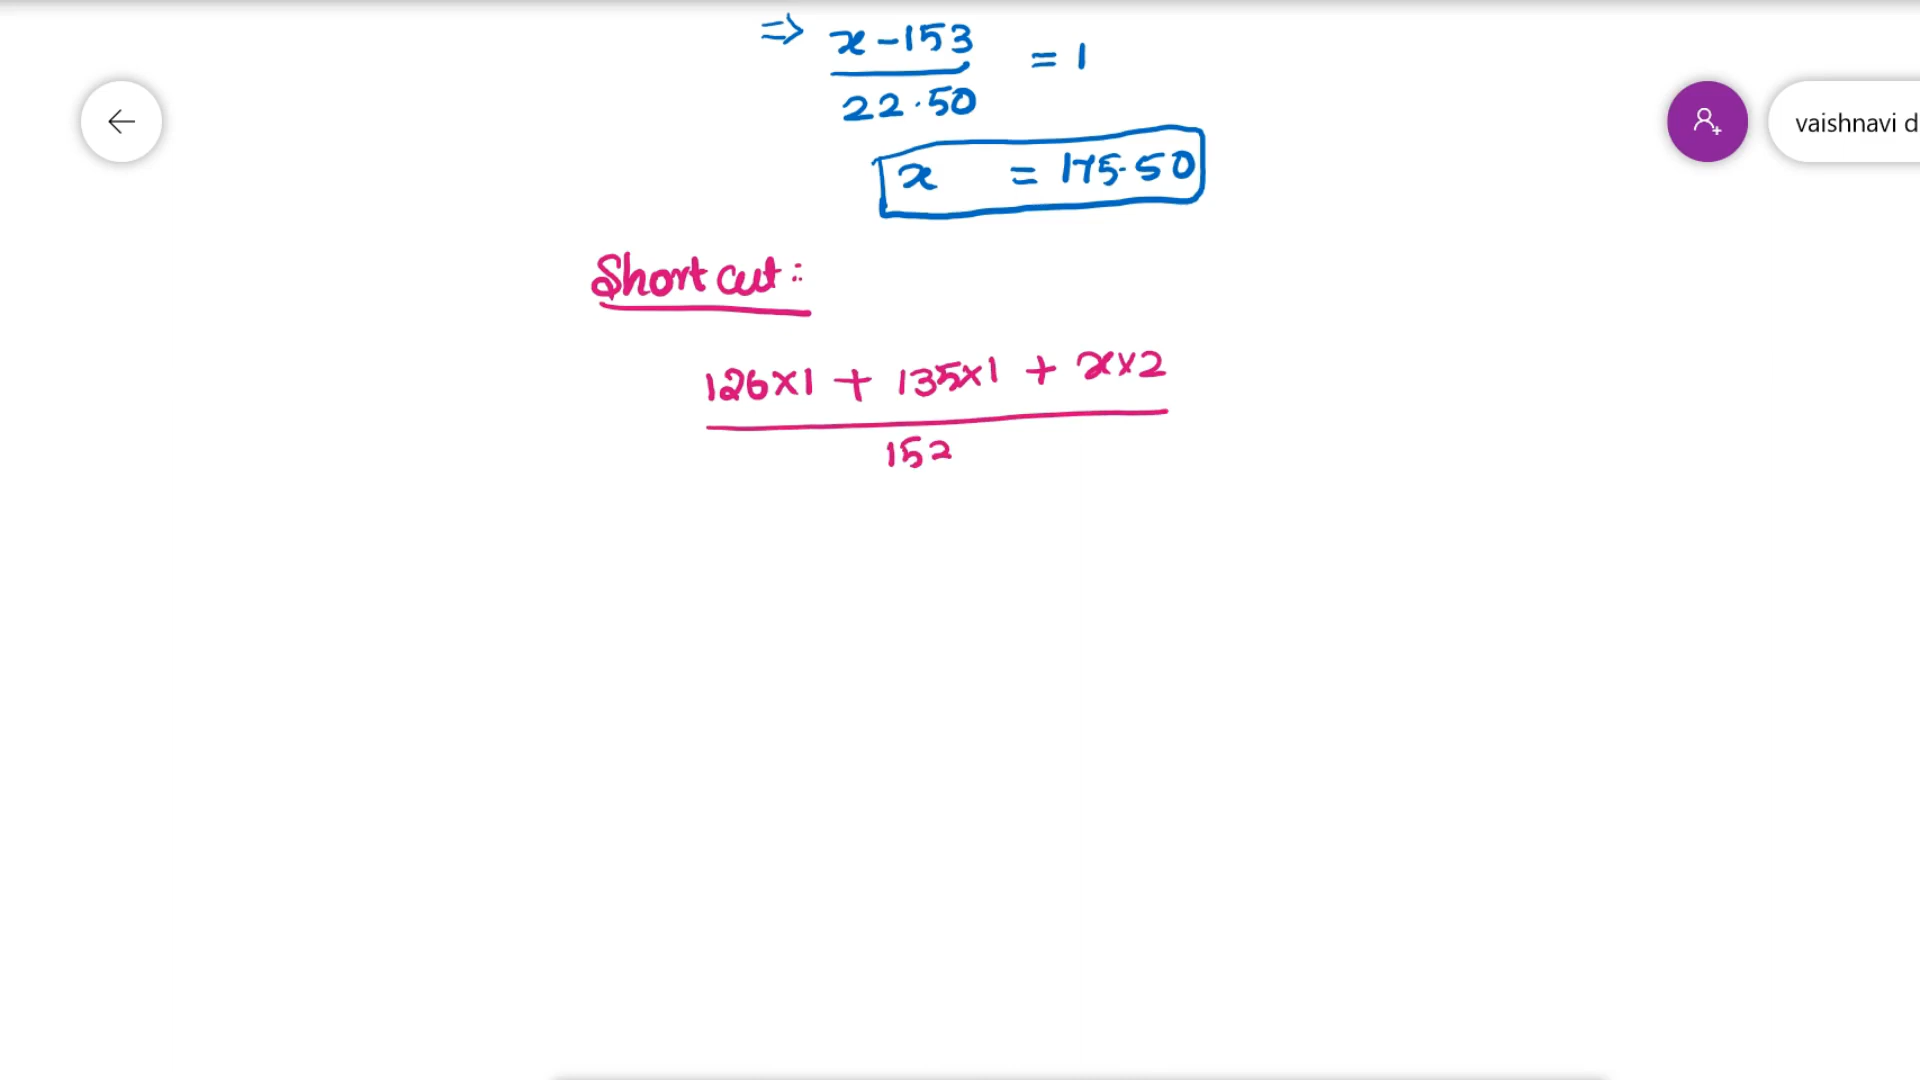 ⇒ x - 153
= 1
22.50
x = 175.50
vaishnavi d
Short cut :
126×1 + 135×1 + x×2
152